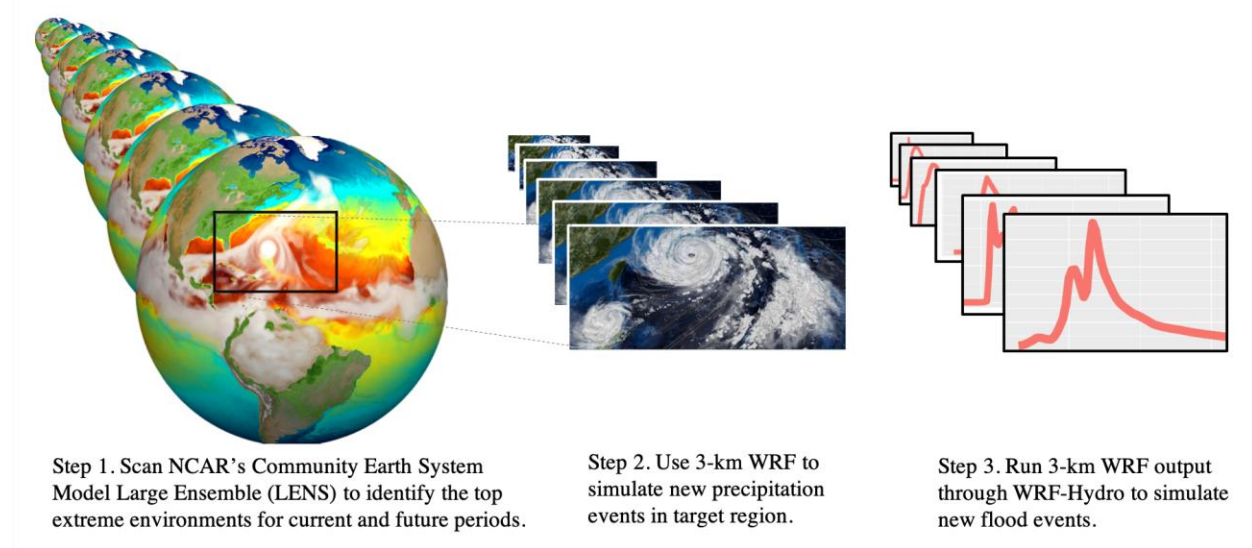 Step 1. Scan NCAR’s Community Earth System
Model Large Ensemble (LENS) to identify the top
extreme environments for current and future periods.
Step 2. Use 3-km WRF to
simulate new precipitation
events in target region.
Step 3. Run 3-km WRF output
through WRF-Hydro to simulate
new flood events.